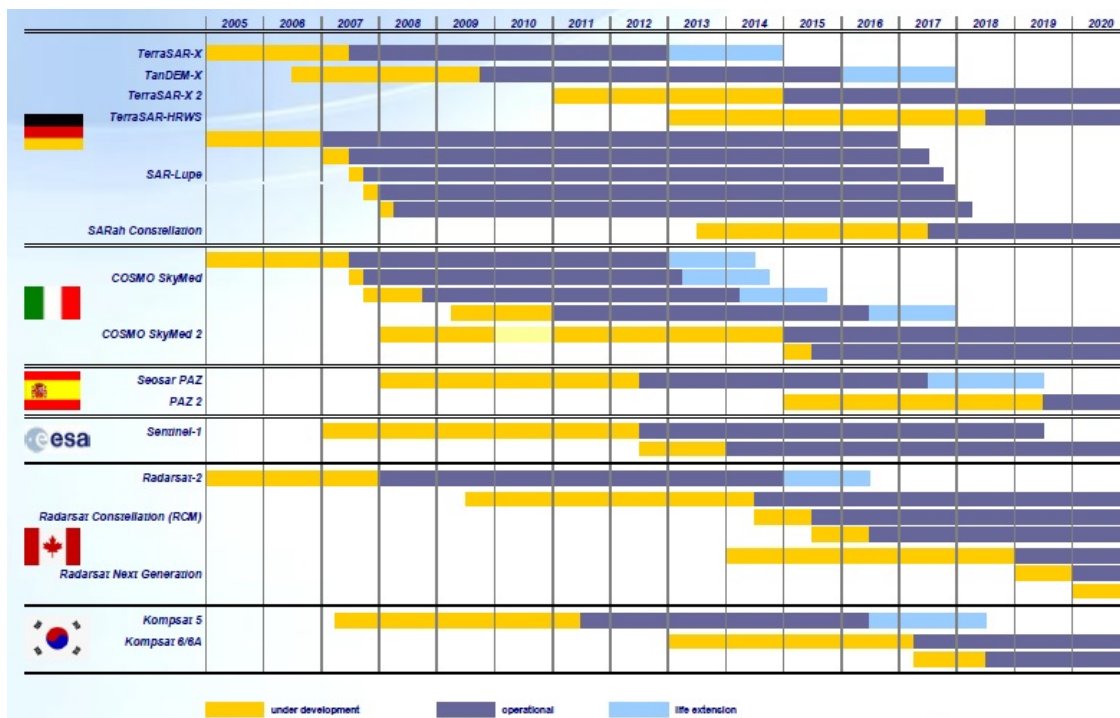 2005 2006 2007 2008 2009 2010 2011 2012 2013 2014 2015 2016 2017 2018 2019 2020
TerraSAR-X
TanDEM-X
TerraSAR-X 2
TerraSAR-HRWS
SAR-Lupe
SARah Constellation
COSMO SkyMed
COSMO SkyMed 2
Seosar PAZ
PAZ 2
esa
Sentinel-1
Radarsat-2
Radarsat Constellation (RCM)
Radarsat Next Generation
Kompsat 5
Kompsat 6/6A
under development operational life extension